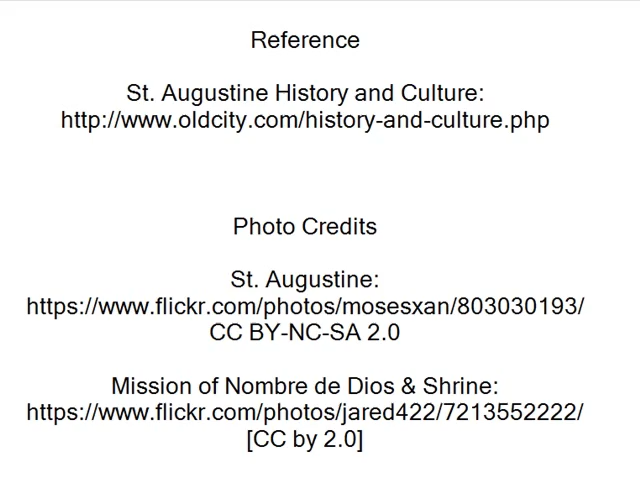 Reference
St. Augustine History and Culture:
http://www.oldcity.com/history-and-culture.php
Photo Credits
St. Augustine:
https://www.flickr.com/photos/mosesxan/803030193/
CC BY-NC-SA 2.0
Mission of Nombre de Dios & Shrine:
https://www.flickr.com/photos/jared422/7213552222/
[CC by 2.0]